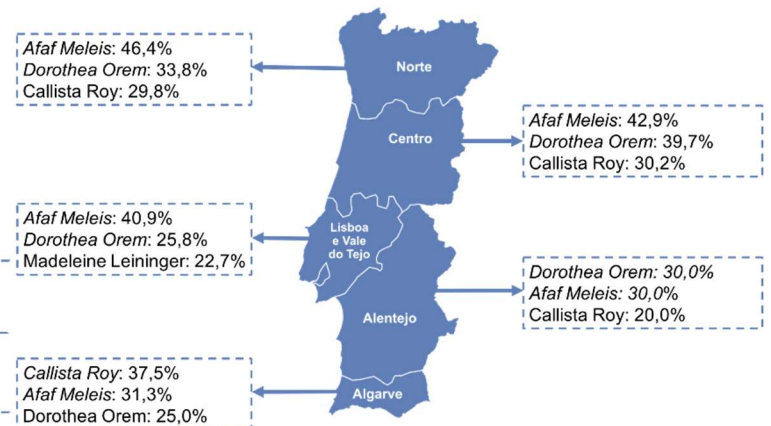 Afaf Meleis: 46,4%
Dorothea Orem: 33,8%
Callista Roy: 29,8%
Norte
Centro
Afaf Meleis: 42,9%
Dorothea Orem: 39,7%
Callista Roy: 30,2%
Afaf Meleis: 40,9%
Dorothea Orem: 25,8%
Madeleine Leininger: 22,7%
Lisboa
e Vale
do Tejo
Dorothea Orem: 30,0%
Afaf Meleis: 30,0%
Callista Roy: 20,0%
Alentejo
Callista Roy: 37,5%
Afaf Meleis: 31,3%
Dorothea Orem: 25,0%
Algarve